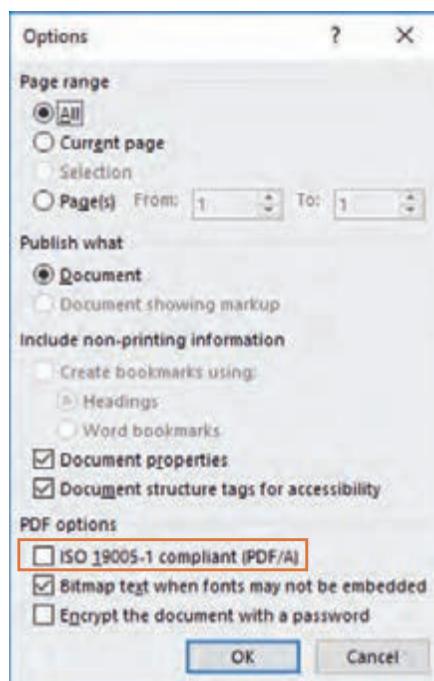 Options ? ×
Page range
All
Current page
Selection
Page(s) From: 1 To: 1
Publish what
Document
Document showing markup
Include non-printing information
Create bookmarks using:
Headings
Word bookmarks
Document properties
Document structure tags for accessibility
PDF options
ISO 19005-1 compliant (PDF/A)
Bitmap text when fonts may not be embedded
Encrypt the document with a password
OK Cancel